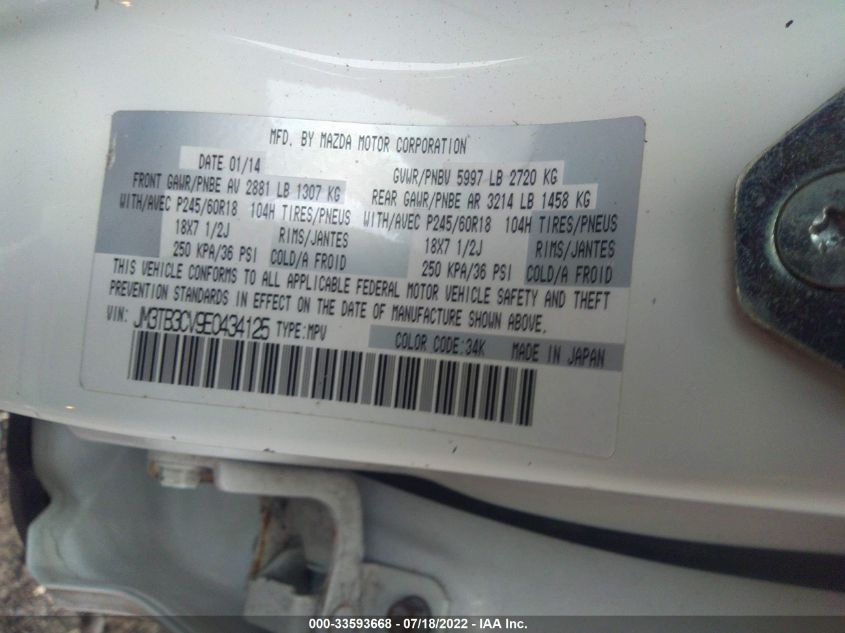 MFD. BY MAZDA MOTOR CORPORATION
DATE 01/14 GVWR/PNBV 5997 LB 2720 KG
FRONT GAWR/PNBE AV 2881 LB 1307 KG REAR GAWR/PNBE AR 3214 LB 1458 KG
WITH/AVEC P245/60R18 104H TIRES/PNEUS WITH/AVEC P245/60R18 104H TIRES/PNEUS
18X7 1/2J RIMS/JANTES 18X7 1/2J RIMS/JANTES
250 KPA/36 PSI COLD/A FROID 250 KPA/36 PSI COLD/A FROID
THIS VEHICLE CONFORMS TO ALL APPLICABLE FEDERAL MOTOR VEHICLE SAFETY AND THEFT
PREVENTION STANDARDS IN EFFECT ON THE DATE OF MANUFACTURE SHOWN ABOVE.
VIN: JM3TB3CV9E0434125 TYPE:MPV COLOR CODE:34K MADE IN JAPAN
000-33593668 / 07/18/2022 - IAA Inc.